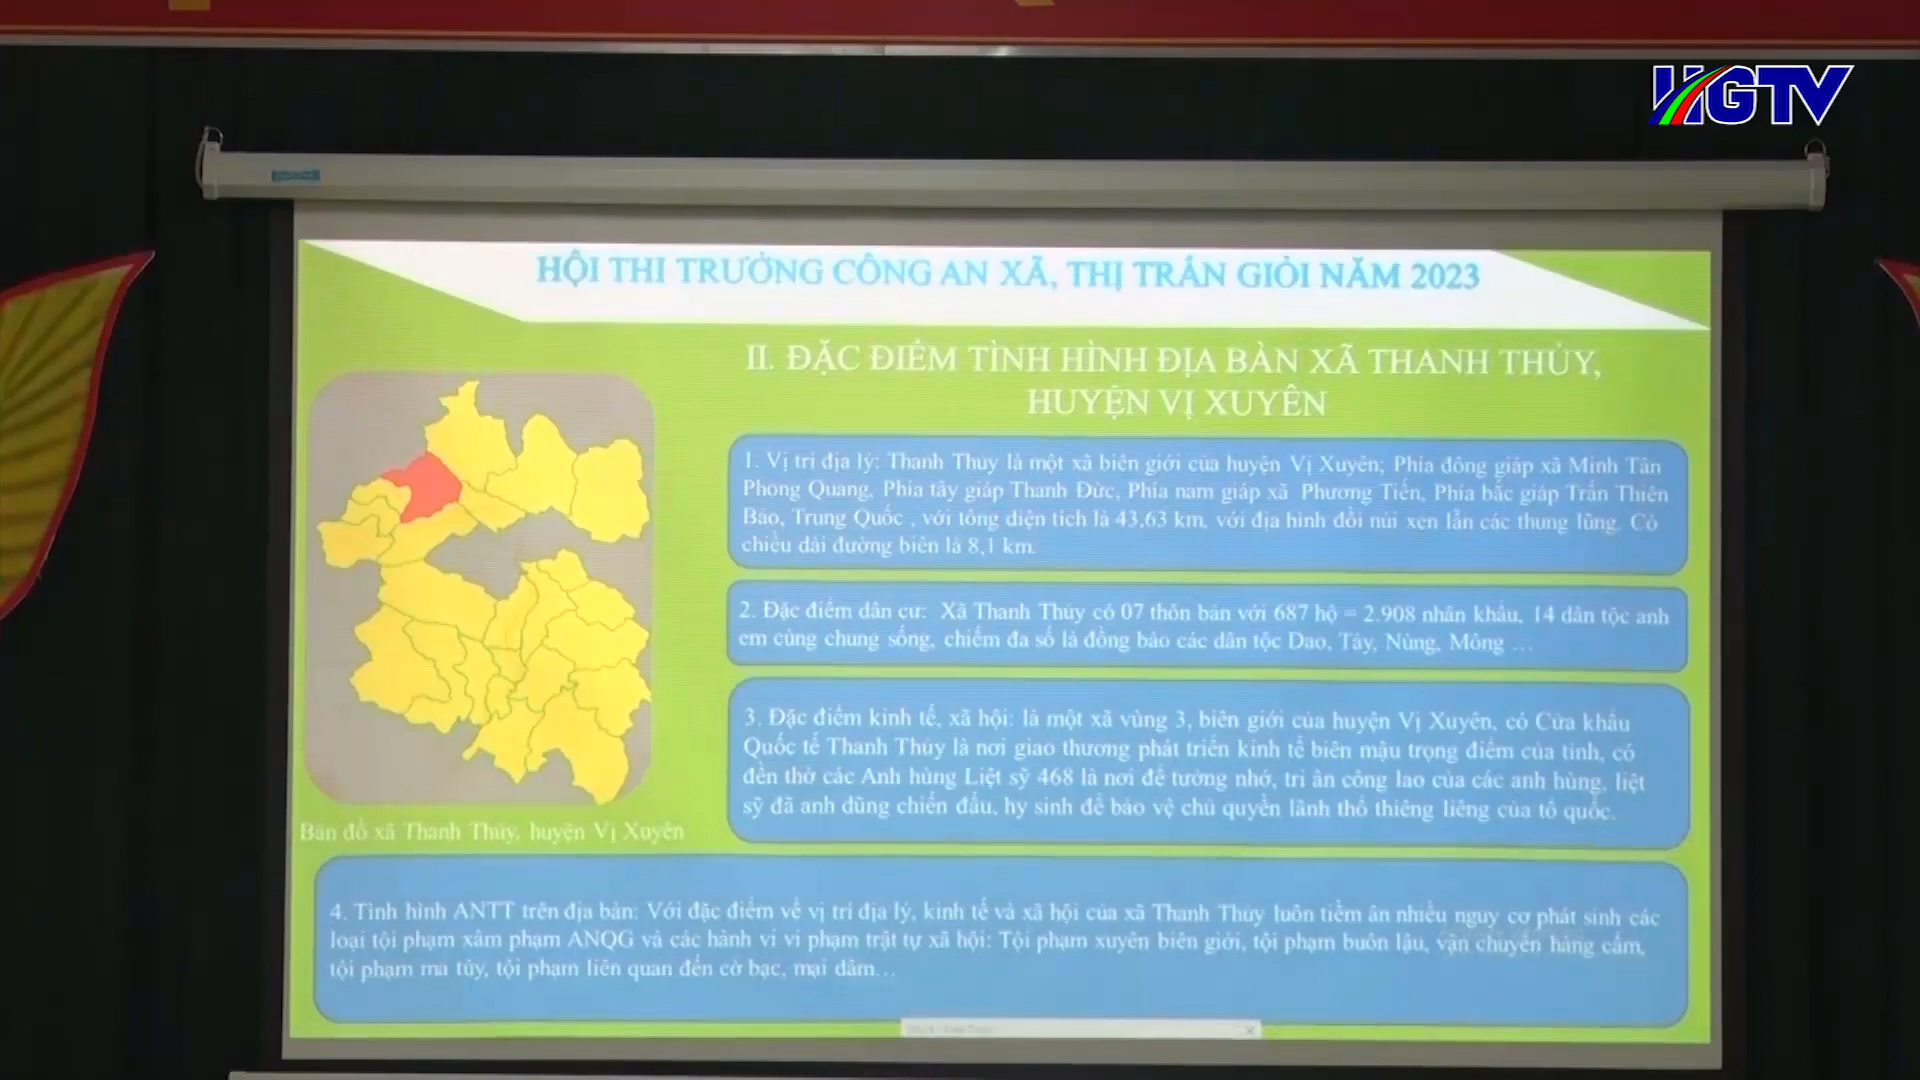 HGTV
HỘI THI TRƯỞNG CÔNG AN XÃ, THỊ TRẤN GIỎI NĂM 2023
II. ĐẶC ĐIỂM TÌNH HÌNH ĐỊA BÀN XÃ THANH THỦY,
HUYỆN VỊ XUYÊN
1. Vị trí địa lý: Thanh Thủy là một xã biên giới của huyện Vị Xuyên; Phía đông giáp xã Minh Tân
Phong Quang, Phía tây giáp Thanh Đức, Phía nam giáp xã Phương Tiến, Phía bắc giáp Trấn Thiên
Bảo, Trung Quốc , với tổng diện tích là 43,63 km, với địa hình đồi núi xen lẫn các thung lũng. Có
chiều dài đường biên là 8,1 km.
2. Đặc điểm dân cư: Xã Thanh Thủy có 07 thôn bản với 687 hộ = 2.908 nhân khẩu, 14 dân tộc anh
em cùng chung sống, chiếm đa số là đồng bào các dân tộc Dao, Tày, Nùng, Mông ...
3. Đặc điểm kinh tế, xã hội: là một xã vùng 3, biên giới của huyện Vị Xuyên, có Cửa khẩu
Quốc tế Thanh Thủy là nơi giao thương phát triển kinh tế biên mậu trọng điểm của tỉnh, có
đền thờ các Anh hùng Liệt sỹ 468 là nơi để tưởng nhớ, tri ân công lao của các anh hùng, liệt
sỹ đã anh dũng chiến đấu, hy sinh để bảo vệ chủ quyền lãnh thổ thiêng liêng của tổ quốc.
Bản đồ xã Thanh Thủy, huyện Vị Xuyên
4. Tình hình ANTT trên địa bàn: Với đặc điểm về vị trí địa lý, kinh tế và xã hội của xã Thanh Thủy luôn tiềm ẩn nhiều nguy cơ phát sinh các
loại tội phạm xâm phạm ANQG và các hành vi vi phạm trật tự xã hội: Tội phạm xuyên biên giới, tội phạm buôn lậu, vận chuyển hàng cấm,
tội phạm ma túy, tội phạm liên quan đến cờ bạc, mại dâm...